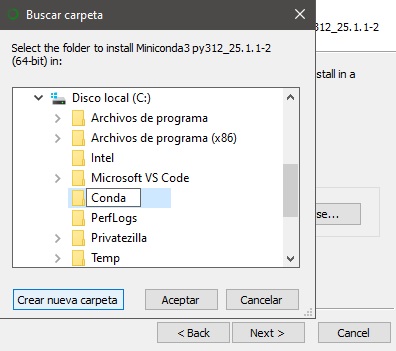 Buscar carpeta
312_25.1.1-2
Select the folder to install Miniconda3 py312_25.1.1-2
(64-bit) in:
stall in a
Disco local (C:)
Archivos de programa
Archivos de programa (x86)
Intel
Microsoft VS Code
Conda
PerfLogs
Privatezilla
Temp
se...
Crear nueva carpeta
Aceptar
Cancelar
< Back
Next >
Cancel